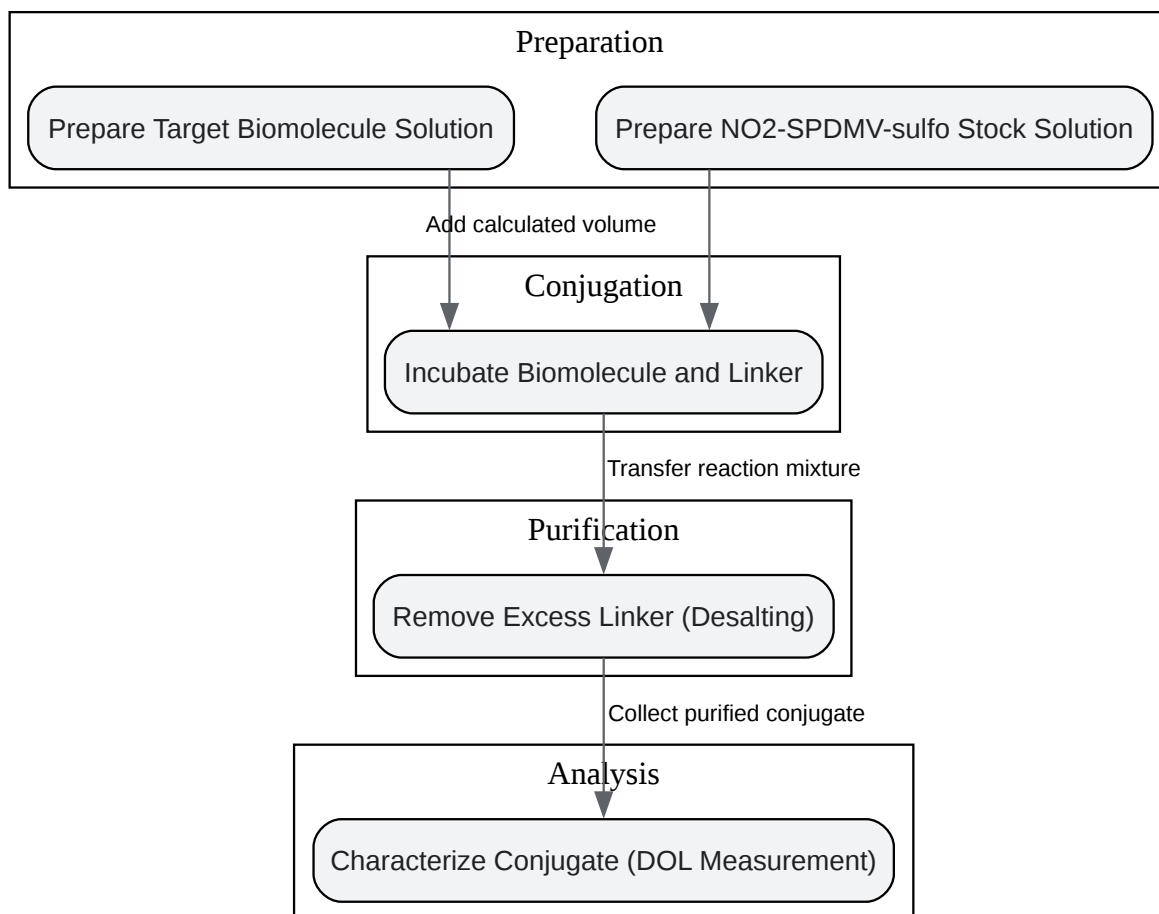 Preparation
Prepare Target Biomolecule Solution
Prepare NO2-SPDMV-sulfo Stock Solution
Add calculated volume
Conjugation
Incubate Biomolecule and Linker
Transfer reaction mixture
Purification
Remove Excess Linker (Desalting)
Collect purified conjugate
Analysis
Characterize Conjugate (DOL Measurement)